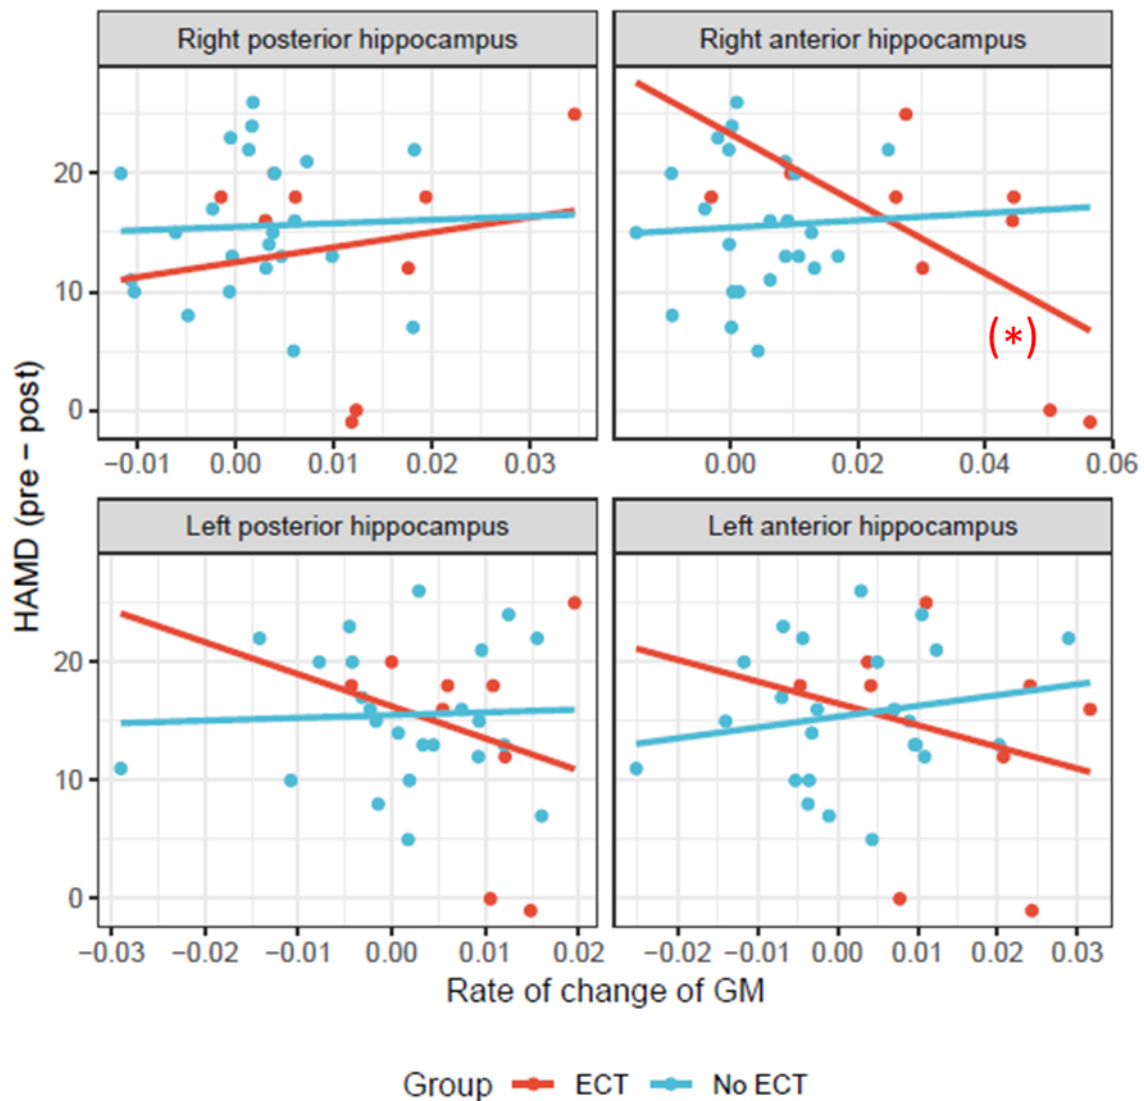 Right posterior hippocampus
Right anterior hippocampus
20
10
0
−0.01 0.00 0.01 0.02 0.03
0.00 0.02 0.04 0.06
(*)
HAMD (pre − post)
Left posterior hippocampus
Left anterior hippocampus
20
10
0
−0.03 −0.02 −0.01 0.00 0.01 0.02
−0.02 −0.01 0.00 0.01 0.02 0.03
Rate of change of GM
Group ECT No ECT